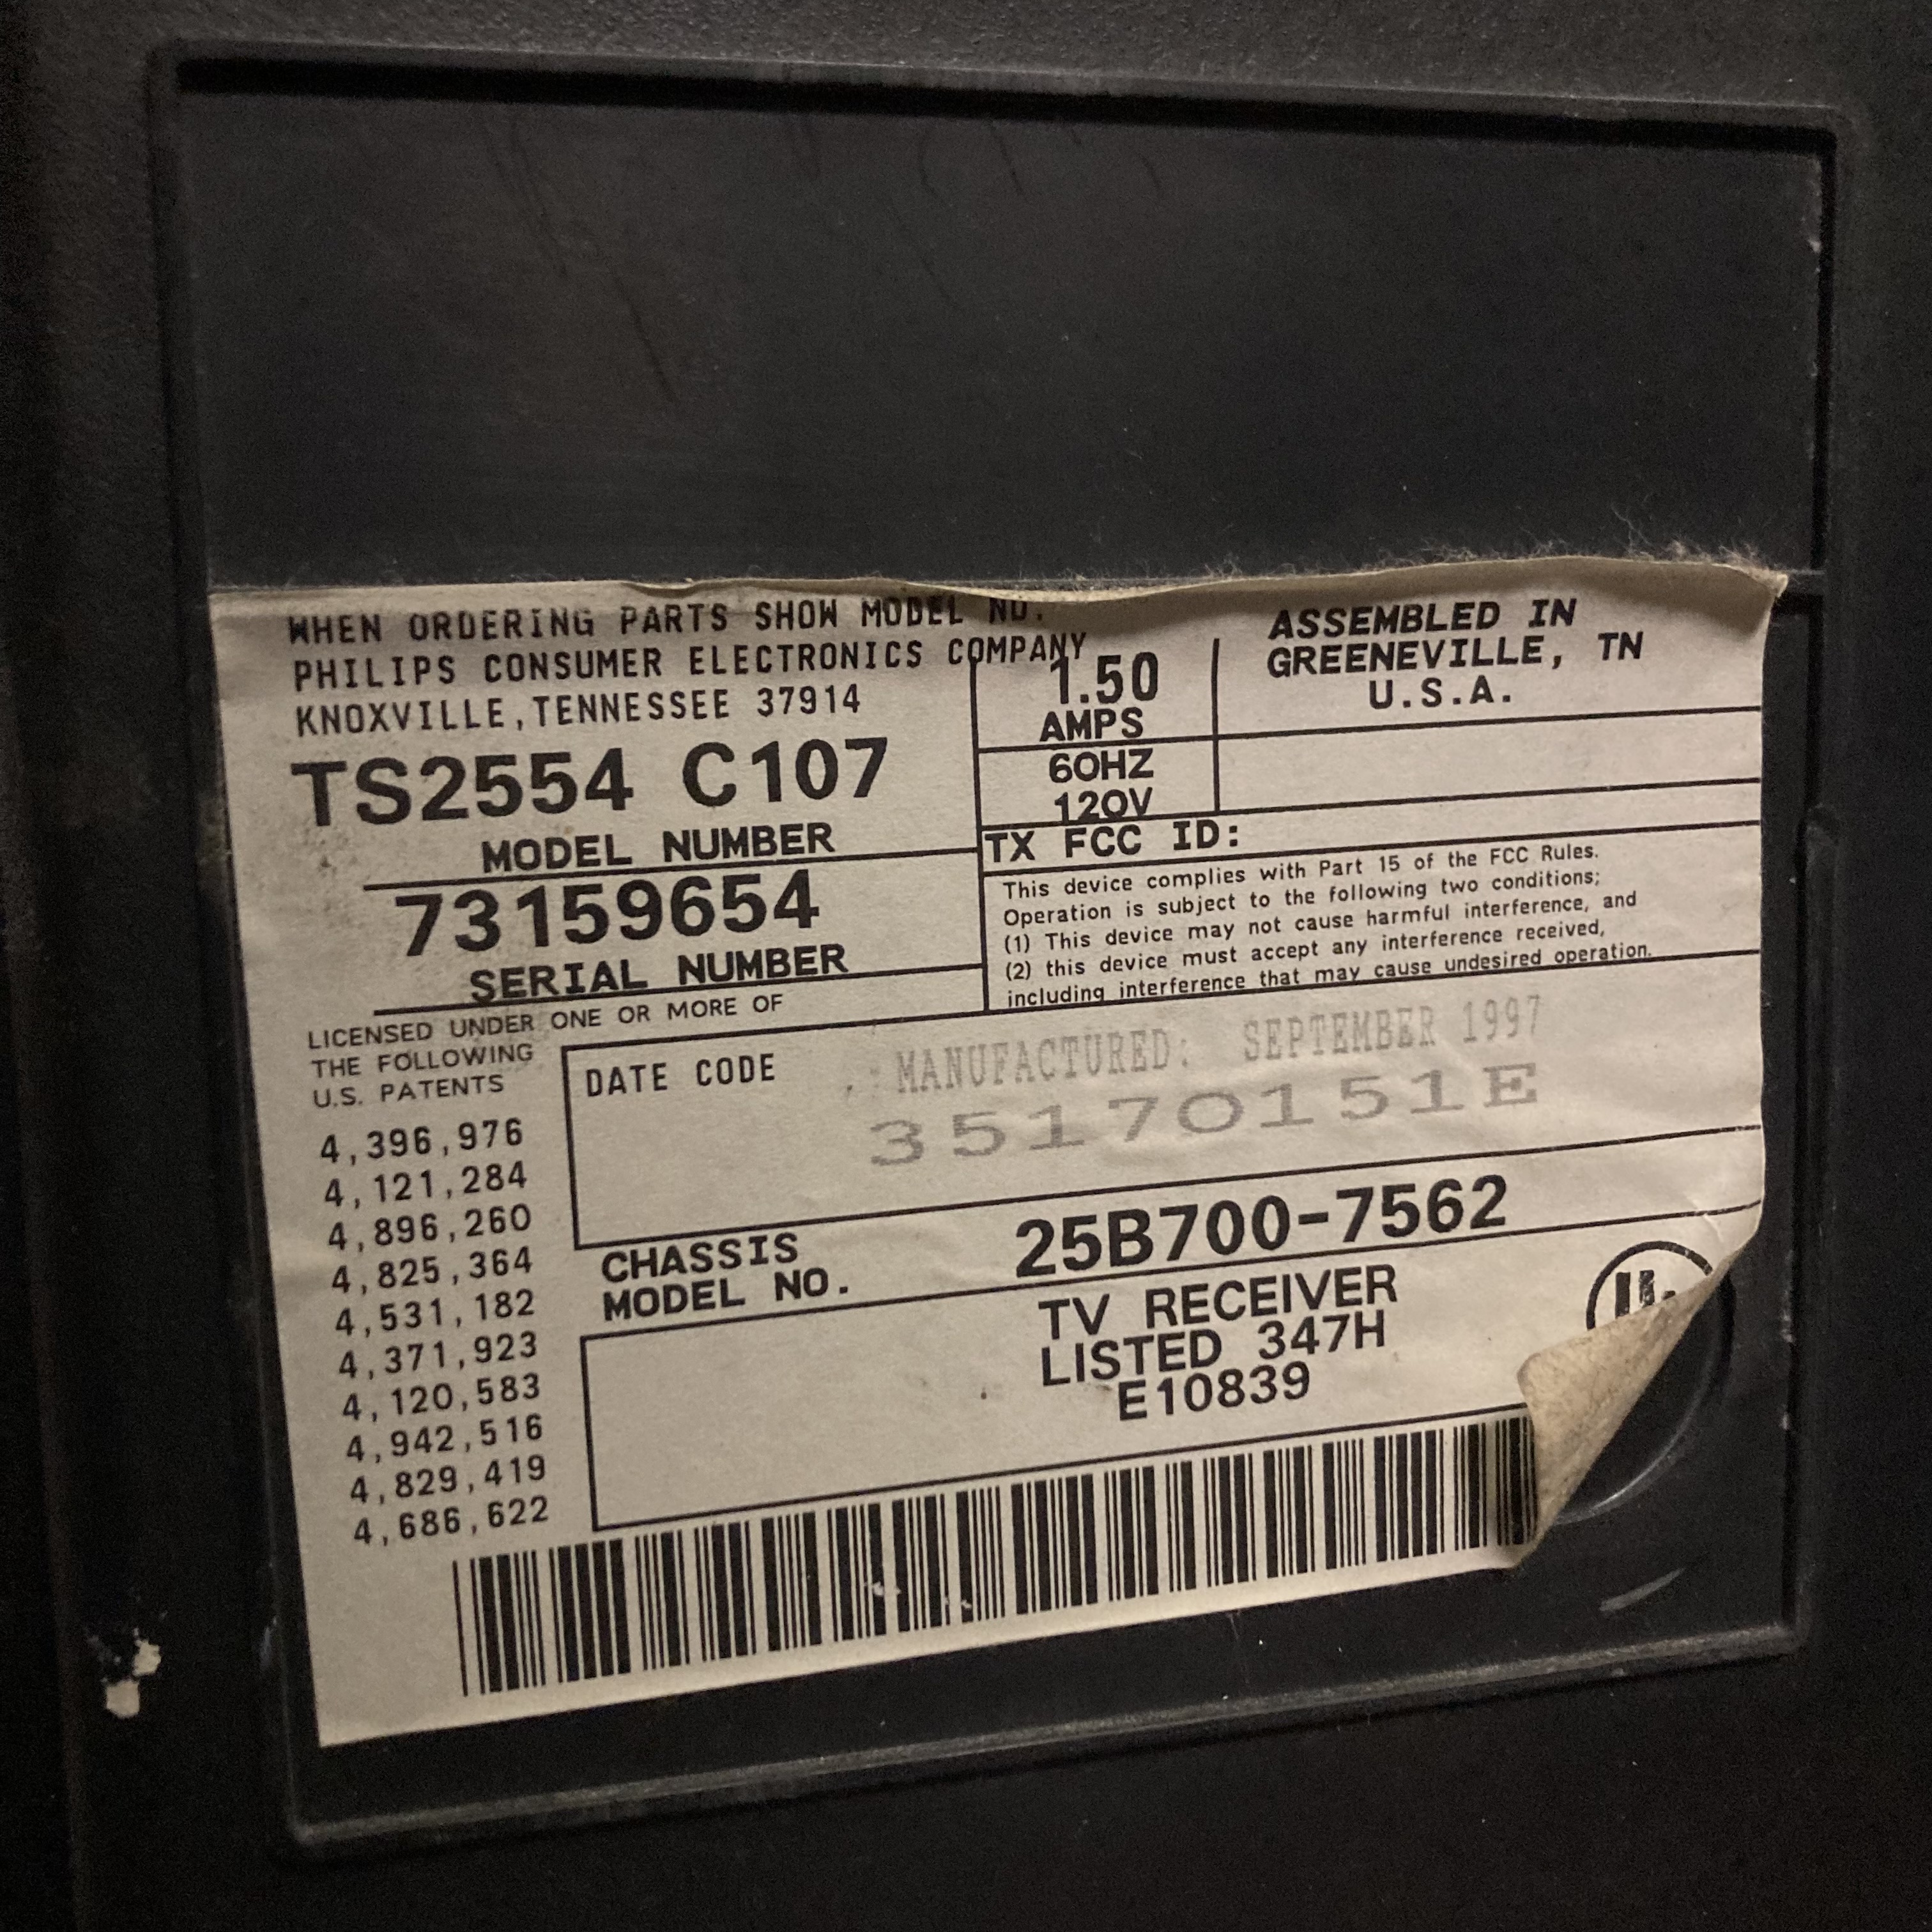 WHEN ORDERING PARTS SHOW MODEL NO.
PHILIPS CONSUMER ELECTRONICS COMPANY
KNOXVILLE, TENNESSEE 37914
TS2554 C107
MODEL NUMBER
73159654
SERIAL NUMBER
1.50
AMPS
60HZ
120V
ASSEMBLED IN
GREENEVILLE, TN
U.S.A.
TX FCC ID:
This device complies with Part 15 of the FCC Rules.
Operation is subject to the following two conditions;
(1) This device may not cause harmful interference, and
(2) this device must accept any interference received,
including interference that may cause undesired operation.
LICENSED UNDER ONE OR MORE OF
THE FOLLOWING
U.S. PATENTS
4,396,976
4,121,284
4,896,260
4,825,364
4,531,182
4,371,923
4,120,583
4,942,516
4,829,419
4,686,622
DATE CODE
MANUFACTURED: SEPTEMBER 1997
35170151E
CHASSIS
MODEL NO.
25B700-7562
TV RECEIVER
LISTED 347H
E10839
UL